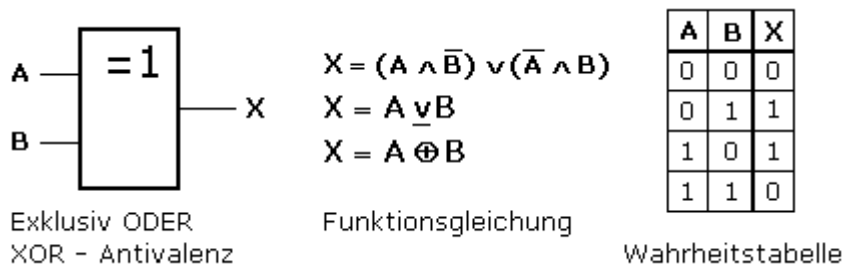 A
B
=1
X
Exklusiv ODER
XOR - Antivalenz
X = (A ∧ B̅) ∨ (A̅ ∧ B)
X = A ⊻ B
X = A ⊕ B
Funktionsgleichung
A B X
0 0 0
0 1 1
1 0 1
1 1 0
Wahrheitstabelle